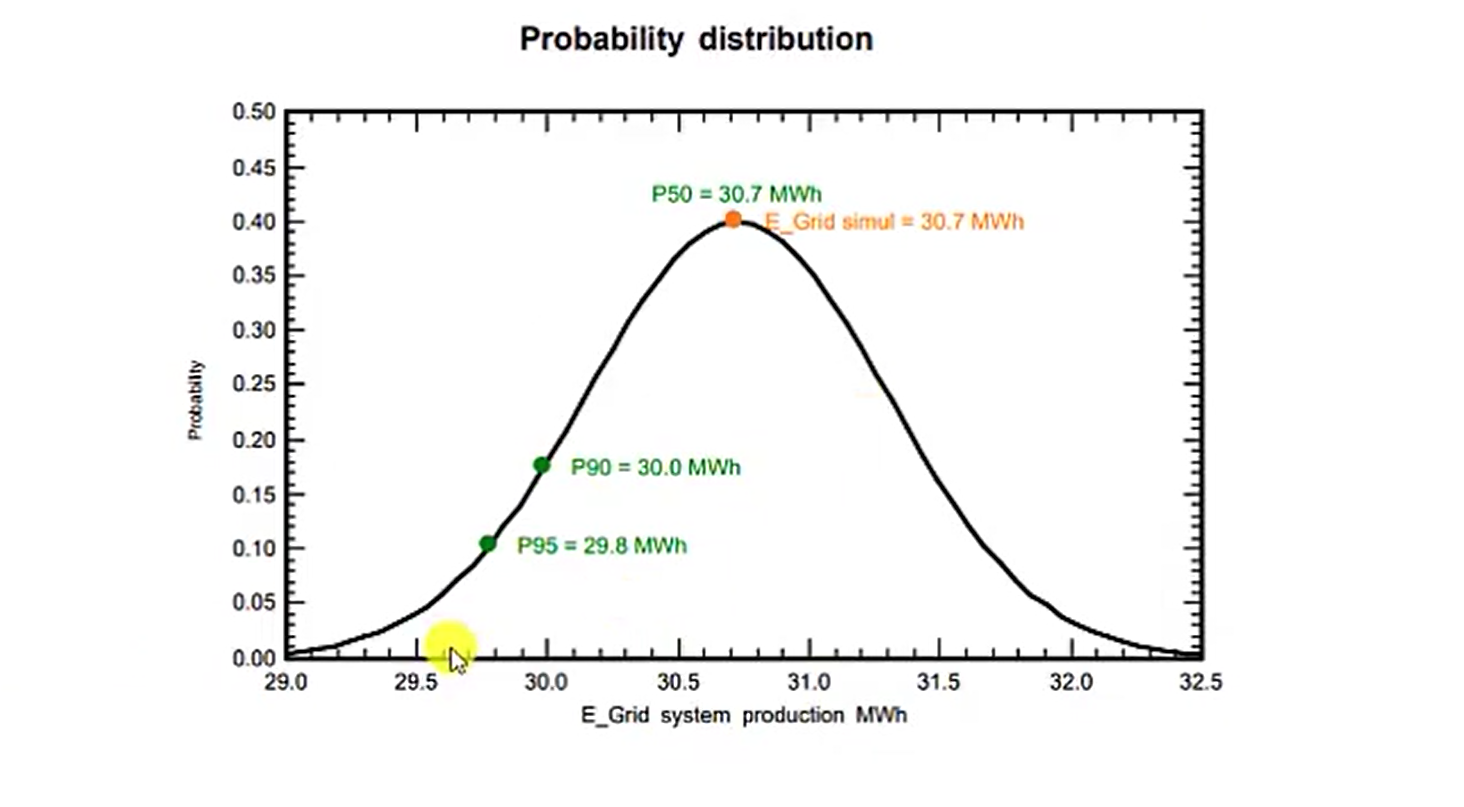 Probability distribution
0.50
0.45
P50 = 30.7 MWh
0.40
E_Grid simul = 30.7 MWh
0.35
0.30
0.25
Probability
0.20
P90 = 30.0 MWh
0.15
0.10
P95 = 29.8 MWh
0.05
0.00
29.0 29.5 30.0 30.5 31.0 31.5 32.0 32.5
E_Grid system production MWh